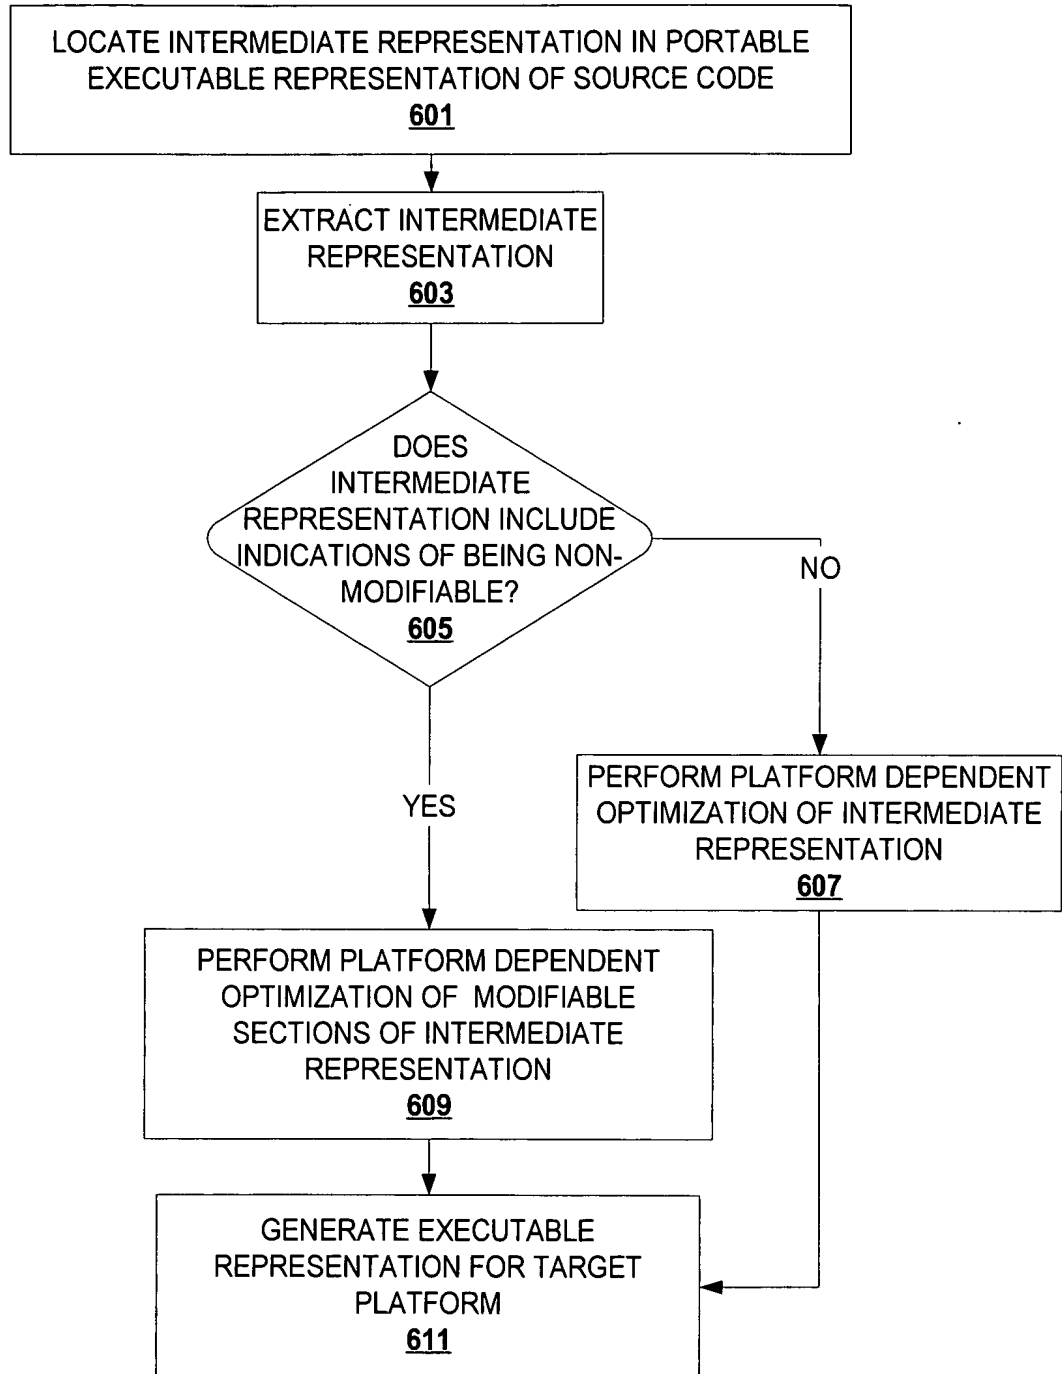 LOCATE INTERMEDIATE REPRESENTATION IN PORTABLE
EXECUTABLE REPRESENTATION OF SOURCE CODE
601
EXTRACT INTERMEDIATE
REPRESENTATION
603
DOES
INTERMEDIATE
REPRESENTATION INCLUDE
INDICATIONS OF BEING NON-
MODIFIABLE?
605
NO
YES
PERFORM PLATFORM DEPENDENT
OPTIMIZATION OF INTERMEDIATE
REPRESENTATION
607
PERFORM PLATFORM DEPENDENT
OPTIMIZATION OF MODIFIABLE
SECTIONS OF INTERMEDIATE
REPRESENTATION
609
GENERATE EXECUTABLE
REPRESENTATION FOR TARGET
PLATFORM
611